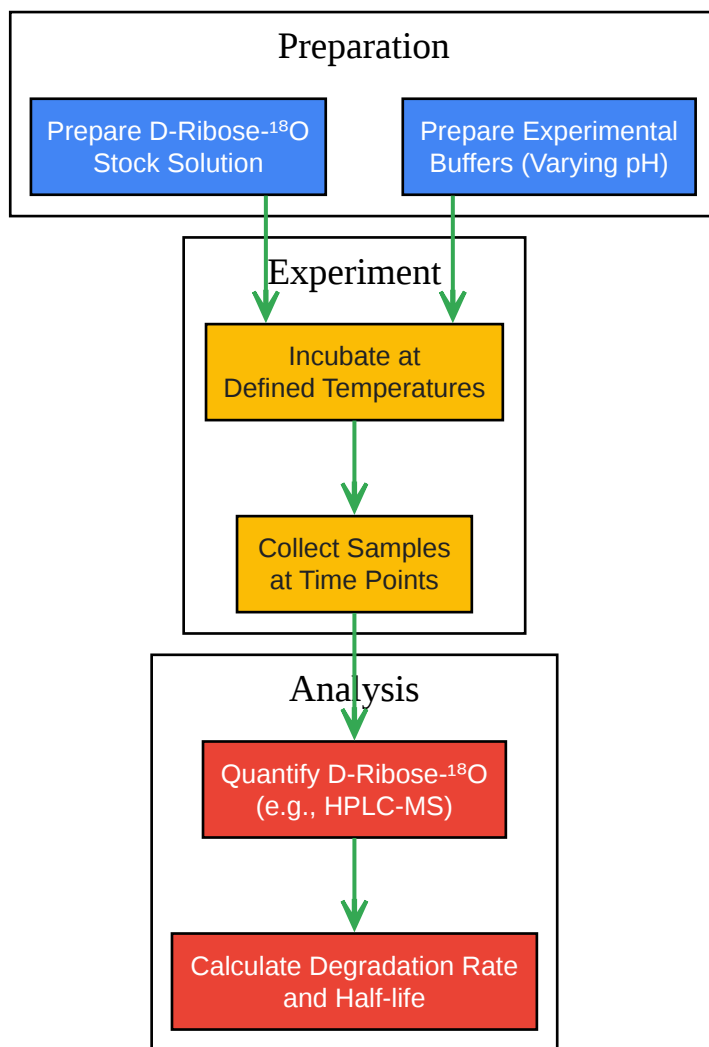 Preparation
Prepare D-Ribose-¹⁸O
Stock Solution
Prepare Experimental
Buffers (Varying pH)
Experiment
Incubate at
Defined Temperatures
Collect Samples
at Time Points
Analysis
Quantify D-Ribose-¹⁸O
(e.g., HPLC-MS)
Calculate Degradation Rate
and Half-life